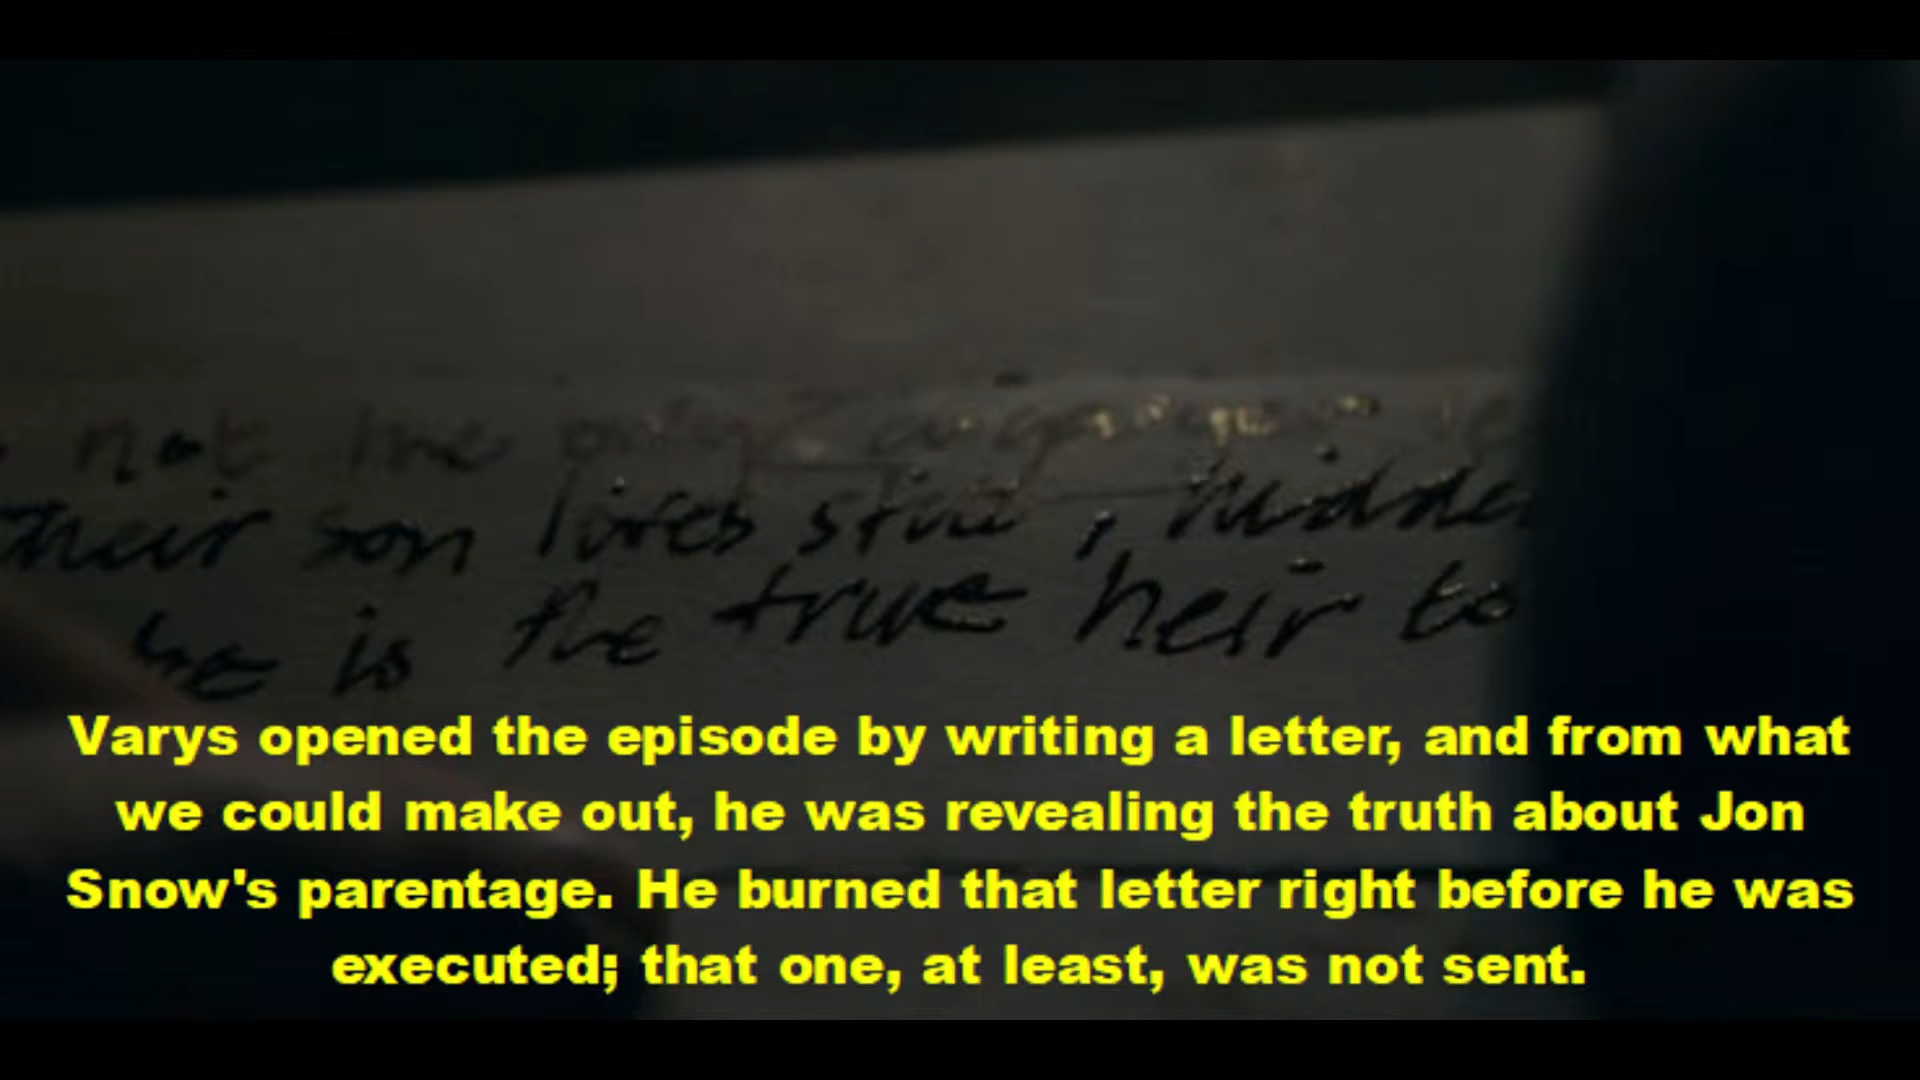 not the only
their son lives still, hidden
he is the true heir to
Varys opened the episode by writing a letter, and from what
we could make out, he was revealing the truth about Jon
Snow's parentage. He burned that letter right before he was
executed; that one, at least, was not sent.